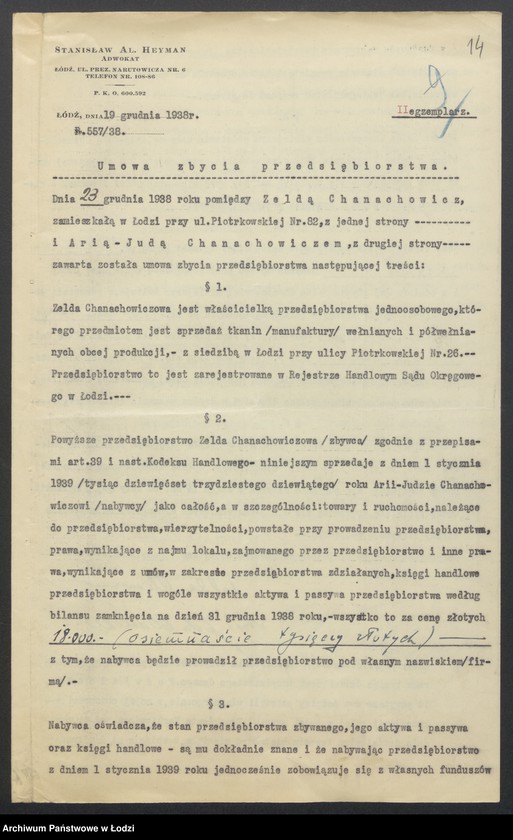 14
STANISŁAW AL. HEYMAN
ADWOKAT
ŁÓDŹ, UL. PREZ. NARUTOWICZA NR. 6
TELEFON NR. 166-66
P. K. O. 600.592
ŁÓDŹ, DNIA 19 grudnia 1938r.
R. 557/38.
II egzemplarz.
Umowa zbycia przedsiębiorstwa.
Dnia 23 grudnia 1938 roku pomiędzy Zeldą Chanachowicz,
zamieszkałą w Łodzi przy ul.Piotrkowskiej Nr.82,z jednej strony ----------
i Arią-Judą Chanachowiczem,z drugiej strony-----
zawarta została umowa zbycia przedsiębiorstwa następującej treści:
§ 1.
Zelda Chanachowiczowa jest właścicielką przedsiębiorstwa jednoosobowego,któ-
rego przedmiotem jest sprzedaż tkanin /manufaktury/ wełnianych i półwełnia-
nych obcej produkcji,- z siedzibą w Łodzi przy ulicy Piotrkowskiej Nr.26.--
Przedsiębiorstwo to jest zarejestrowane w Rejestrze Handlowym Sądu Okręgowe-
go w Łodzi.---
§ 2.
Powyższe przedsiębiorstwo Zelda Chanachowiczowa /zbywca/ zgodnie z przepisa-
mi art.39 i nast.Kodeksu Handlowego- niniejszym sprzedaje z dniem 1 stycznia
1939 /tysiąc dziewięćset trzydziestego dziewiątego/ roku Arii-Judzie Chanacho-
wiczowi /nabywcy/ jako całość,a w szczególności:towary i ruchomości,należące
do przedsiębiorstwa,wierzytelności,powstałe przy prowadzeniu przedsiębiorstwa,
prawa,wynikające z najmu lokalu,zajmowanego przez przedsiębiorstwo i inne pra-
wa,wynikające z umów,w zakresie przedsiębiorstwa zdziałanych,księgi handlowe
przedsiębiorstwa i wogóle wszystkie aktywa i passywa przedsiębiorstwa według
bilansu zamknięcia na dzień 31 grudnia 1938 roku,-wszystko to za cenę złotych
18.000.- (osiemnaście tysięcy złotych) ———
z tym,że nabywca będzie prowadził przedsiębiorstwo pod własnym nazwiskiem/fir-
mą/.-
§ 3.
Nabywca oświadcza,że stan przedsiębiorstwa zbywanego,jego aktywa i passywa
oraz księgi handlowe - są mu dokładnie znane i że nabywając przedsiębiorstwo
z dniem 1 stycznia 1939 roku jednocześnie zobowiązuje się z własnych funduszów
Archiwum Państwowe w Łodzi